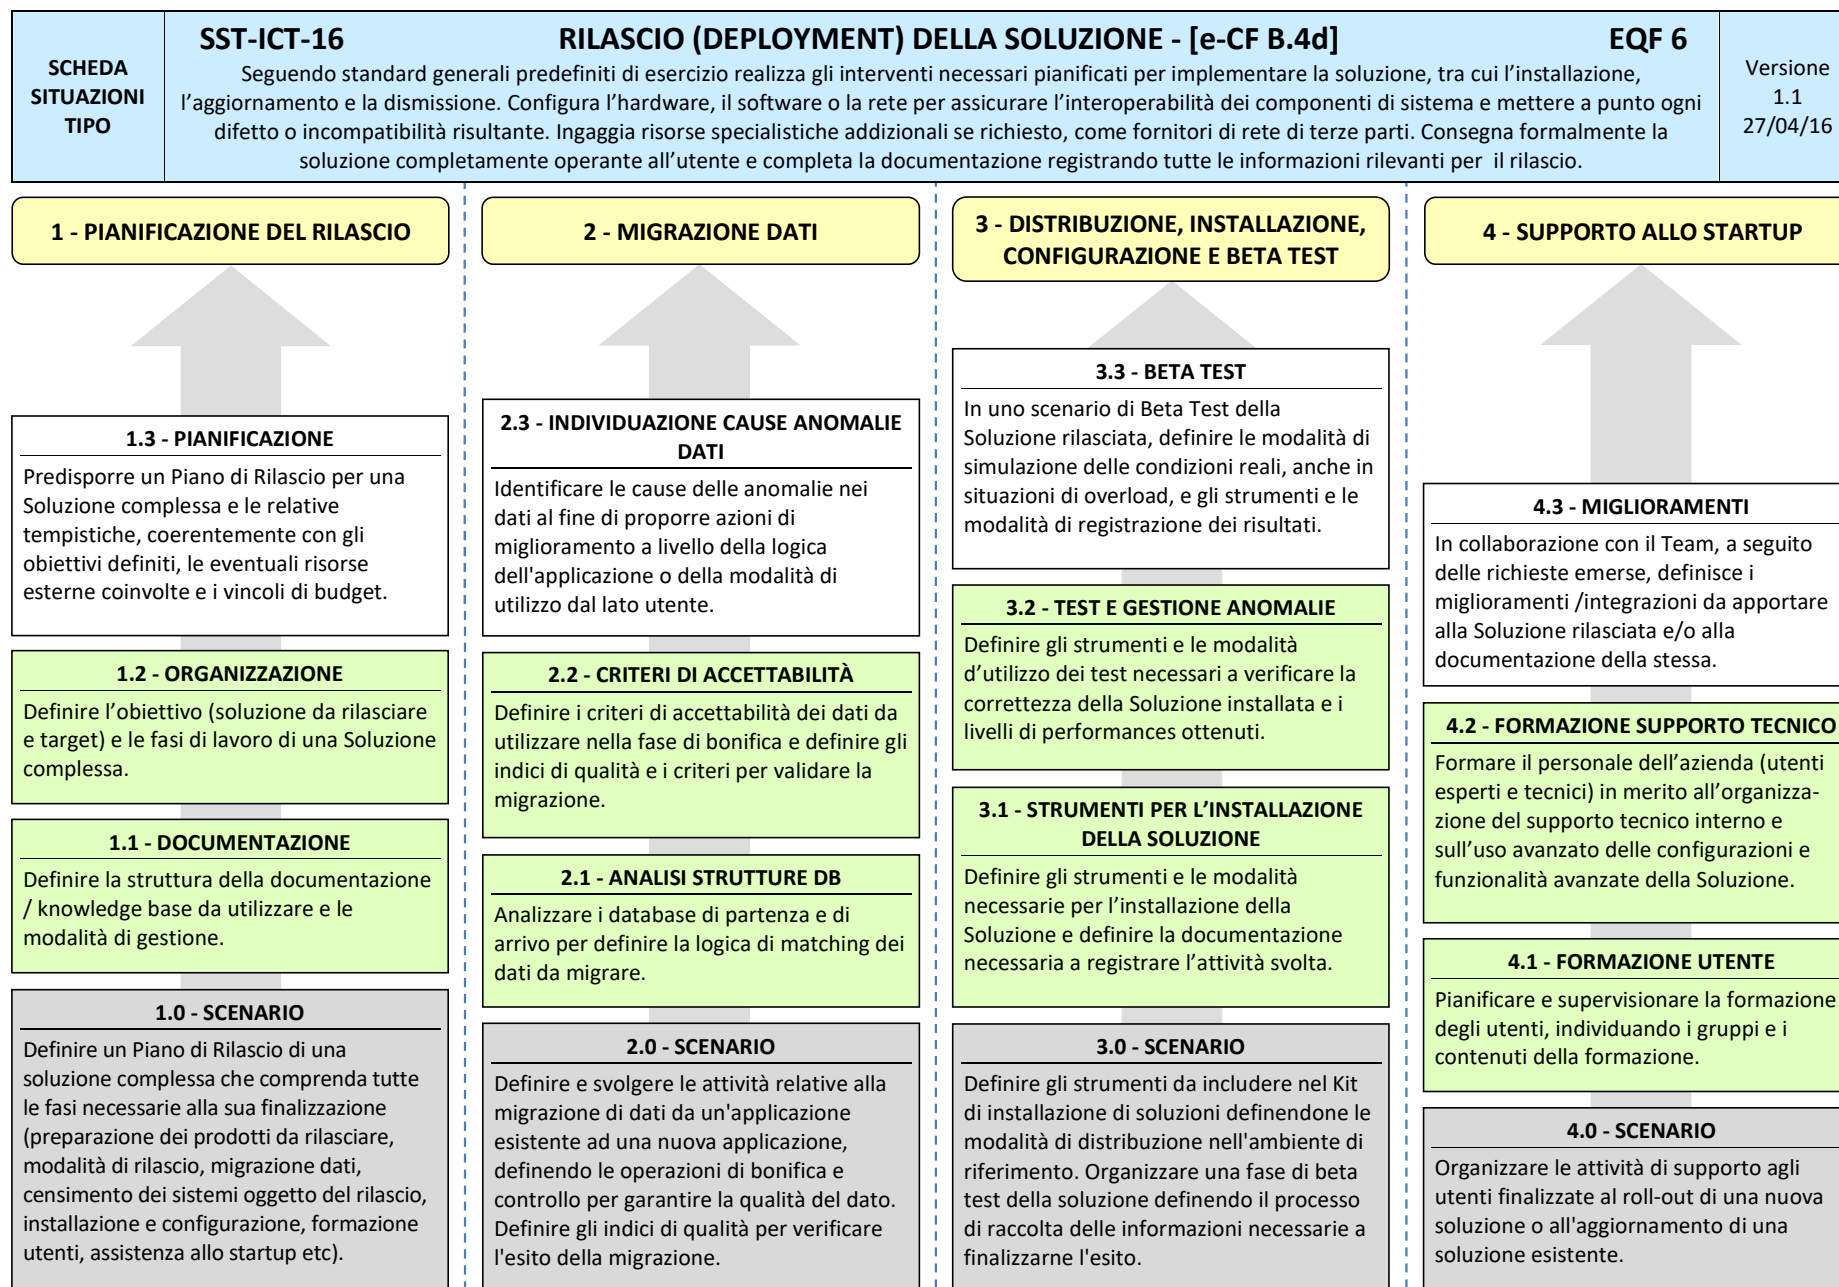 SCHEDA
SITUAZIONI
TIPO
SST-ICT-16 RILASCIO (DEPLOYMENT) DELLA SOLUZIONE - [e-CF B.4d] EQF 6
Seguendo standard generali predefiniti di esercizio realizza gli interventi necessari pianificati per implementare la soluzione, tra cui l’installazione,
l’aggiornamento e la dismissione. Configura l’hardware, il software o la rete per assicurare l’interoperabilità dei componenti di sistema e mettere a punto ogni
difetto o incompatibilità risultante. Ingaggia risorse specialistiche addizionali se richiesto, come fornitori di rete di terze parti. Consegna formalmente la
soluzione completamente operante all’utente e completa la documentazione registrando tutte le informazioni rilevanti per il rilascio.
Versione
1.1
27/04/16
1 - PIANIFICAZIONE DEL RILASCIO
1.3 - PIANIFICAZIONE
Predisporre un Piano di Rilascio per una
Soluzione complessa e le relative
tempistiche, coerentemente con gli
obiettivi definiti, le eventuali risorse
esterne coinvolte e i vincoli di budget.
1.2 - ORGANIZZAZIONE
Definire l’obiettivo (soluzione da rilasciare
e target) e le fasi di lavoro di una Soluzione
complessa.
1.1 - DOCUMENTAZIONE
Definire la struttura della documentazione
/ knowledge base da utilizzare e le
modalità di gestione.
1.0 - SCENARIO
Definire un Piano di Rilascio di una
soluzione complessa che comprenda tutte
le fasi necessarie alla sua finalizzazione
(preparazione dei prodotti da rilasciare,
modalità di rilascio, migrazione dati,
censimento dei sistemi oggetto del rilascio,
installazione e configurazione, formazione
utenti, assistenza allo startup etc).
2 - MIGRAZIONE DATI
2.3 - INDIVIDUAZIONE CAUSE ANOMALIE
DATI
Identificare le cause delle anomalie nei
dati al fine di proporre azioni di
miglioramento a livello della logica
dell'applicazione o della modalità di
utilizzo dal lato utente.
2.2 - CRITERI DI ACCETTABILITÀ
Definire i criteri di accettabilità dei dati da
utilizzare nella fase di bonifica e definire gli
indici di qualità e i criteri per validare la
migrazione.
2.1 - ANALISI STRUTTURE DB
Analizzare i database di partenza e di
arrivo per definire la logica di matching dei
dati da migrare.
2.0 - SCENARIO
Definire e svolgere le attività relative alla
migrazione di dati da un'applicazione
esistente ad una nuova applicazione,
definendo le operazioni di bonifica e
controllo per garantire la qualità del dato.
Definire gli indici di qualità per verificare
l'esito della migrazione.
3 - DISTRIBUZIONE, INSTALLAZIONE,
CONFIGURAZIONE E BETA TEST
3.3 - BETA TEST
In uno scenario di Beta Test della
Soluzione rilasciata, definire le modalità di
simulazione delle condizioni reali, anche in
situazioni di overload, e gli strumenti e le
modalità di registrazione dei risultati.
3.2 - TEST E GESTIONE ANOMALIE
Definire gli strumenti e le modalità
d’utilizzo dei test necessari a verificare la
correttezza della Soluzione installata e i
livelli di performances ottenuti.
3.1 - STRUMENTI PER L’INSTALLAZIONE
DELLA SOLUZIONE
Definire gli strumenti e le modalità
necessarie per l’installazione della
Soluzione e definire la documentazione
necessaria a registrare l’attività svolta.
3.0 - SCENARIO
Definire gli strumenti da includere nel Kit
di installazione di soluzioni definendone le
modalità di distribuzione nell'ambiente di
riferimento. Organizzare una fase di beta
test della soluzione definendo il processo
di raccolta delle informazioni necessarie a
finalizzarne l'esito.
4 - SUPPORTO ALLO STARTUP
4.3 - MIGLIORAMENTI
In collaborazione con il Team, a seguito
delle richieste emerse, definisce i
miglioramenti /integrazioni da apportare
alla Soluzione rilasciata e/o alla
documentazione della stessa.
4.2 - FORMAZIONE SUPPORTO TECNICO
Formare il personale dell’azienda (utenti
esperti e tecnici) in merito all’organizza-
zione del supporto tecnico interno e
sull’uso avanzato delle configurazioni e
funzionalità avanzate della Soluzione.
4.1 - FORMAZIONE UTENTE
Pianificare e supervisionare la formazione
degli utenti, individuando i gruppi e i
contenuti della formazione.
4.0 - SCENARIO
Organizzare le attività di supporto agli
utenti finalizzate al roll-out di una nuova
soluzione o all'aggiornamento di una
soluzione esistente.